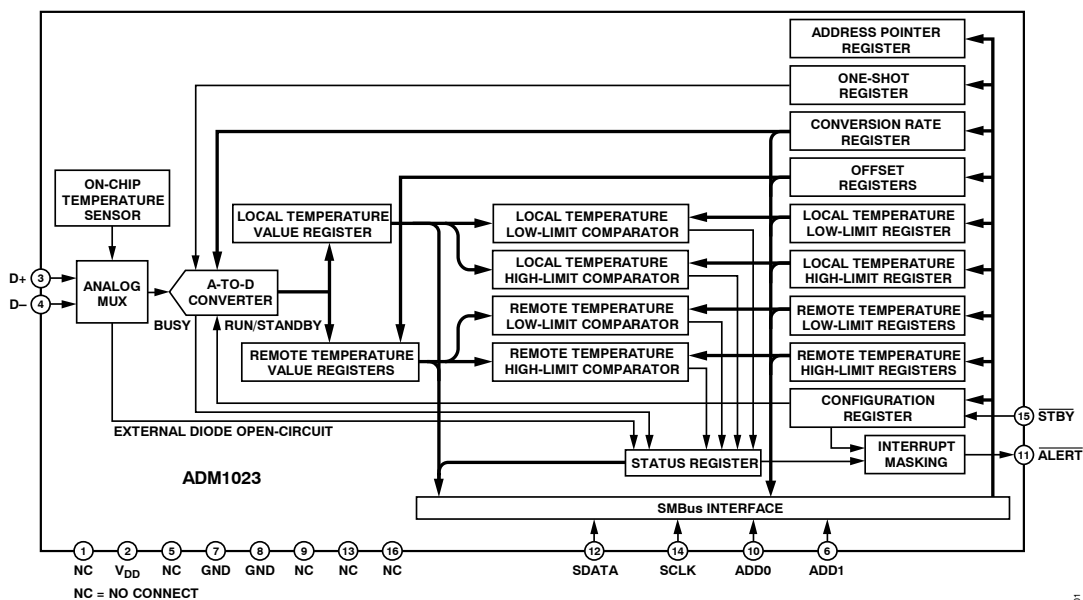 ADDRESS POINTER
REGISTER
ONE-SHOT
REGISTER
CONVERSION RATE
REGISTER
ON-CHIP
TEMPERATURE
SENSOR
OFFSET
REGISTERS
LOCAL TEMPERATURE
VALUE REGISTER
LOCAL TEMPERATURE
LOW-LIMIT COMPARATOR
LOCAL TEMPERATURE
LOW-LIMIT REGISTER
D+ 3
D– 4
ANALOG
MUX
A-TO-D
CONVERTER
LOCAL TEMPERATURE
HIGH-LIMIT COMPARATOR
LOCAL TEMPERATURE
HIGH-LIMIT REGISTER
BUSY
RUN/STANDBY
REMOTE TEMPERATURE
LOW-LIMIT COMPARATOR
REMOTE TEMPERATURE
LOW-LIMIT REGISTERS
REMOTE TEMPERATURE
VALUE REGISTERS
REMOTE TEMPERATURE
HIGH-LIMIT COMPARATOR
REMOTE TEMPERATURE
HIGH-LIMIT REGISTERS
CONFIGURATION
REGISTER
15 STBY
EXTERNAL DIODE OPEN-CIRCUIT
STATUS REGISTER
INTERRUPT
MASKING
11 ALERT
ADM1023
SMBus INTERFACE
1 2 5 7 8 9 13 16 12 14 10 6
NC VDD NC GND GND NC NC NC SDATA SCLK ADD0 ADD1
NC = NO CONNECT